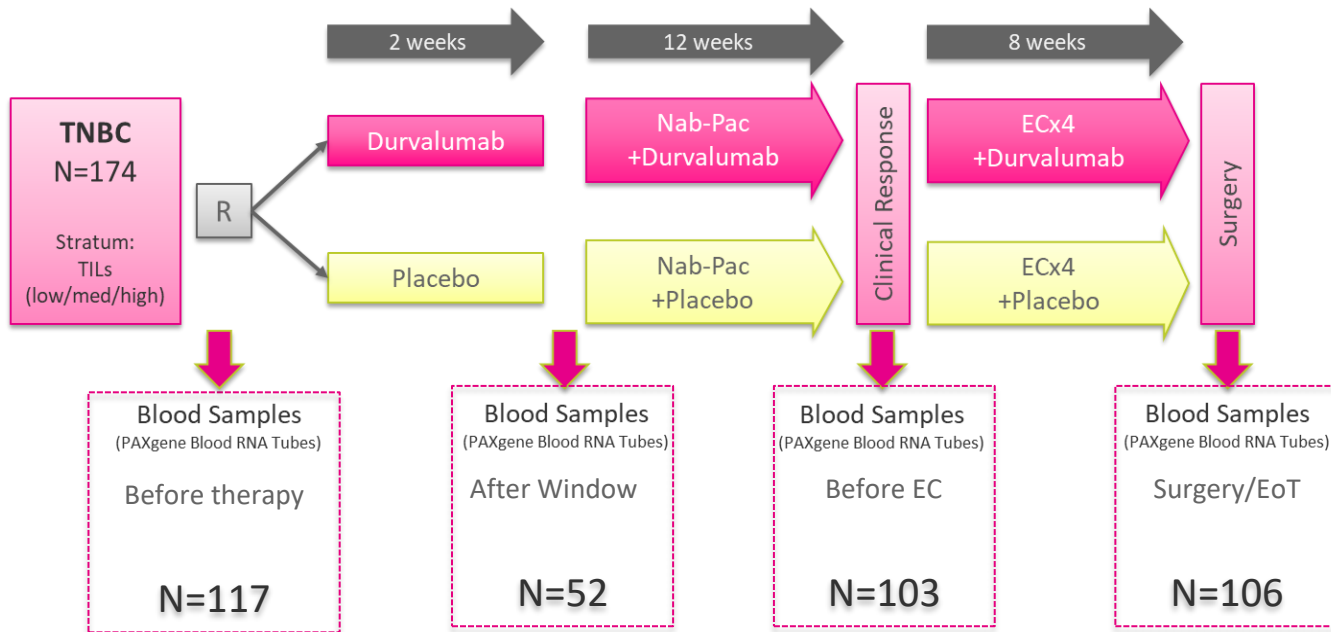 2 weeks
12 weeks
8 weeks
TNBC
N=174
Stratum:
TILs
(low/med/high)
R
Durvalumab
Placebo
Nab-Pac
+Durvalumab
Nab-Pac
+Placebo
Clinical Response
ECx4
+Durvalumab
ECx4
+Placebo
Surgery
Blood Samples
(PAXgene Blood RNA Tubes)
Before therapy
N=117
Blood Samples
(PAXgene Blood RNA Tubes)
After Window
N=52
Blood Samples
(PAXgene Blood RNA Tubes)
Before EC
N=103
Blood Samples
(PAXgene Blood RNA Tubes)
Surgery/EoT
N=106